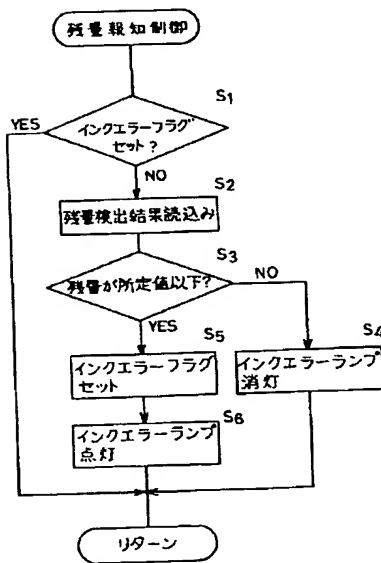 残量報知制御
S1
YES
インクエラーフラグ
セット？
NO
S2
残量検出結果読込み
S3
残量が所定値以下？
NO
YES
S4
インクエラーランプ
消灯
S5
インクエラーフラグ
セット
S6
インクエラーランプ
点灯
リターン